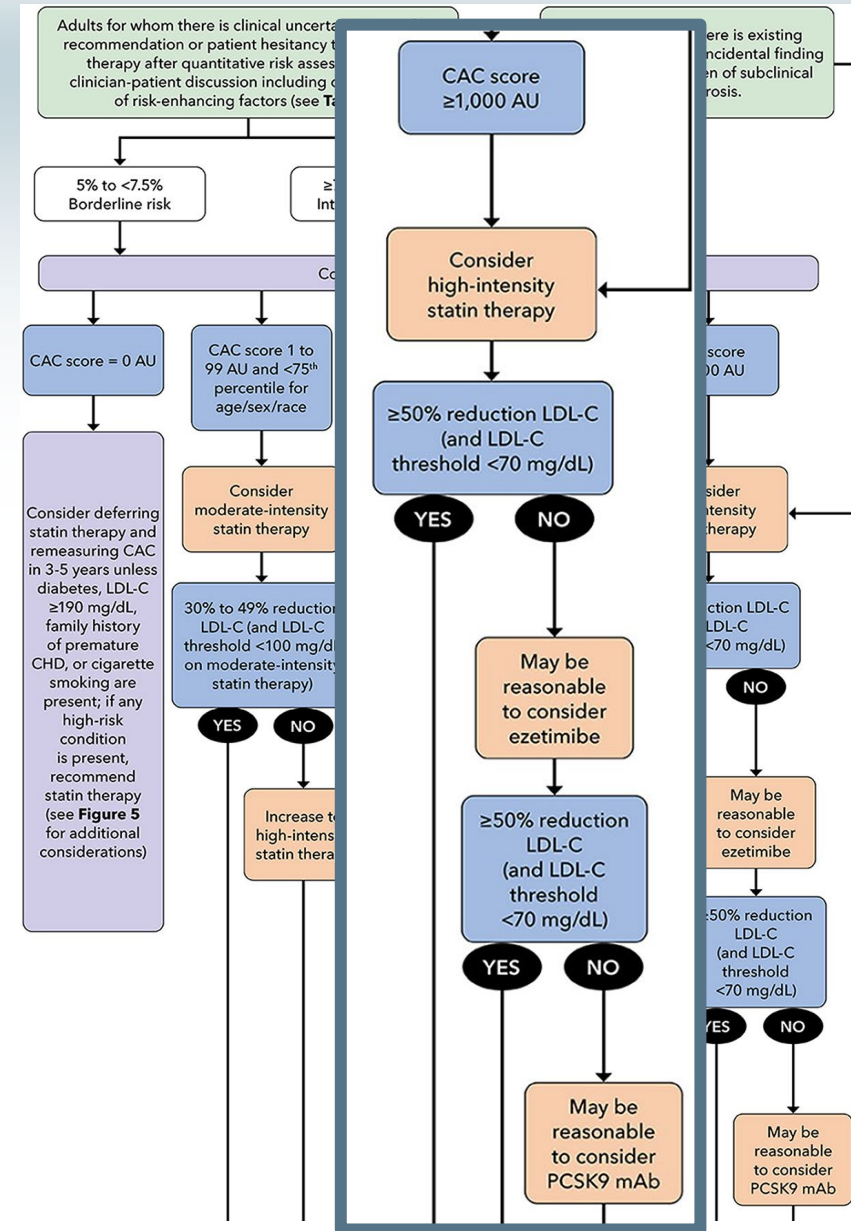 Adults for whom there is clinical
recommendation or patient hesitancy
therapy after quantitative risk
clinician-patient discussion including
of risk-enhancing factors (see
ere is existing
incidental finding
of subclinical
5% to <7.5%
Borderline risk
CAC score = 0 AU
Consider deferring
statin therapy and
remeasuring CAC
in 3-5 years unless
diabetes, LDL-C
≥190 mg/dL,
family history
of premature
CHD, or cigarette
smoking are
present; if any
high-risk
condition
is present,
recommend
statin therapy
(see Figure 5
for additional
considerations)
CAC score 1 to
99 AU and <75th
percentile for
age/sex/race
Consider
moderate-intensity
statin therapy
30% to 49% reduction
LDL-C (and LDL-C
threshold <100 mg/dL
on moderate-intensity
statin therapy)
YES
NO
Increase to
high-intens
statin thera
CAC score
≥1,000 AU
Consider
high-intensity
statin therapy
≥50% reduction LDL-C
(and LDL-C
threshold <70 mg/dL)
YES
NO
May be
reasonable
to consider
ezetimibe
≥50% reduction
LDL-C
(and LDL-C
threshold
<70 mg/dL)
YES
NO
May be
reasonable
to consider
PCSK9 mAb
score
00 AU
sider
ntensity
herapy
ction LDL-C
LDL-C
<70 mg/dL)
NO
May be
reasonable
to consider
ezetimibe
≥50% reduction
LDL-C
(and LDL-C
threshold
<70 mg/dL)
YES
NO
May be
reasonable
to consider
PCSK9 mAb